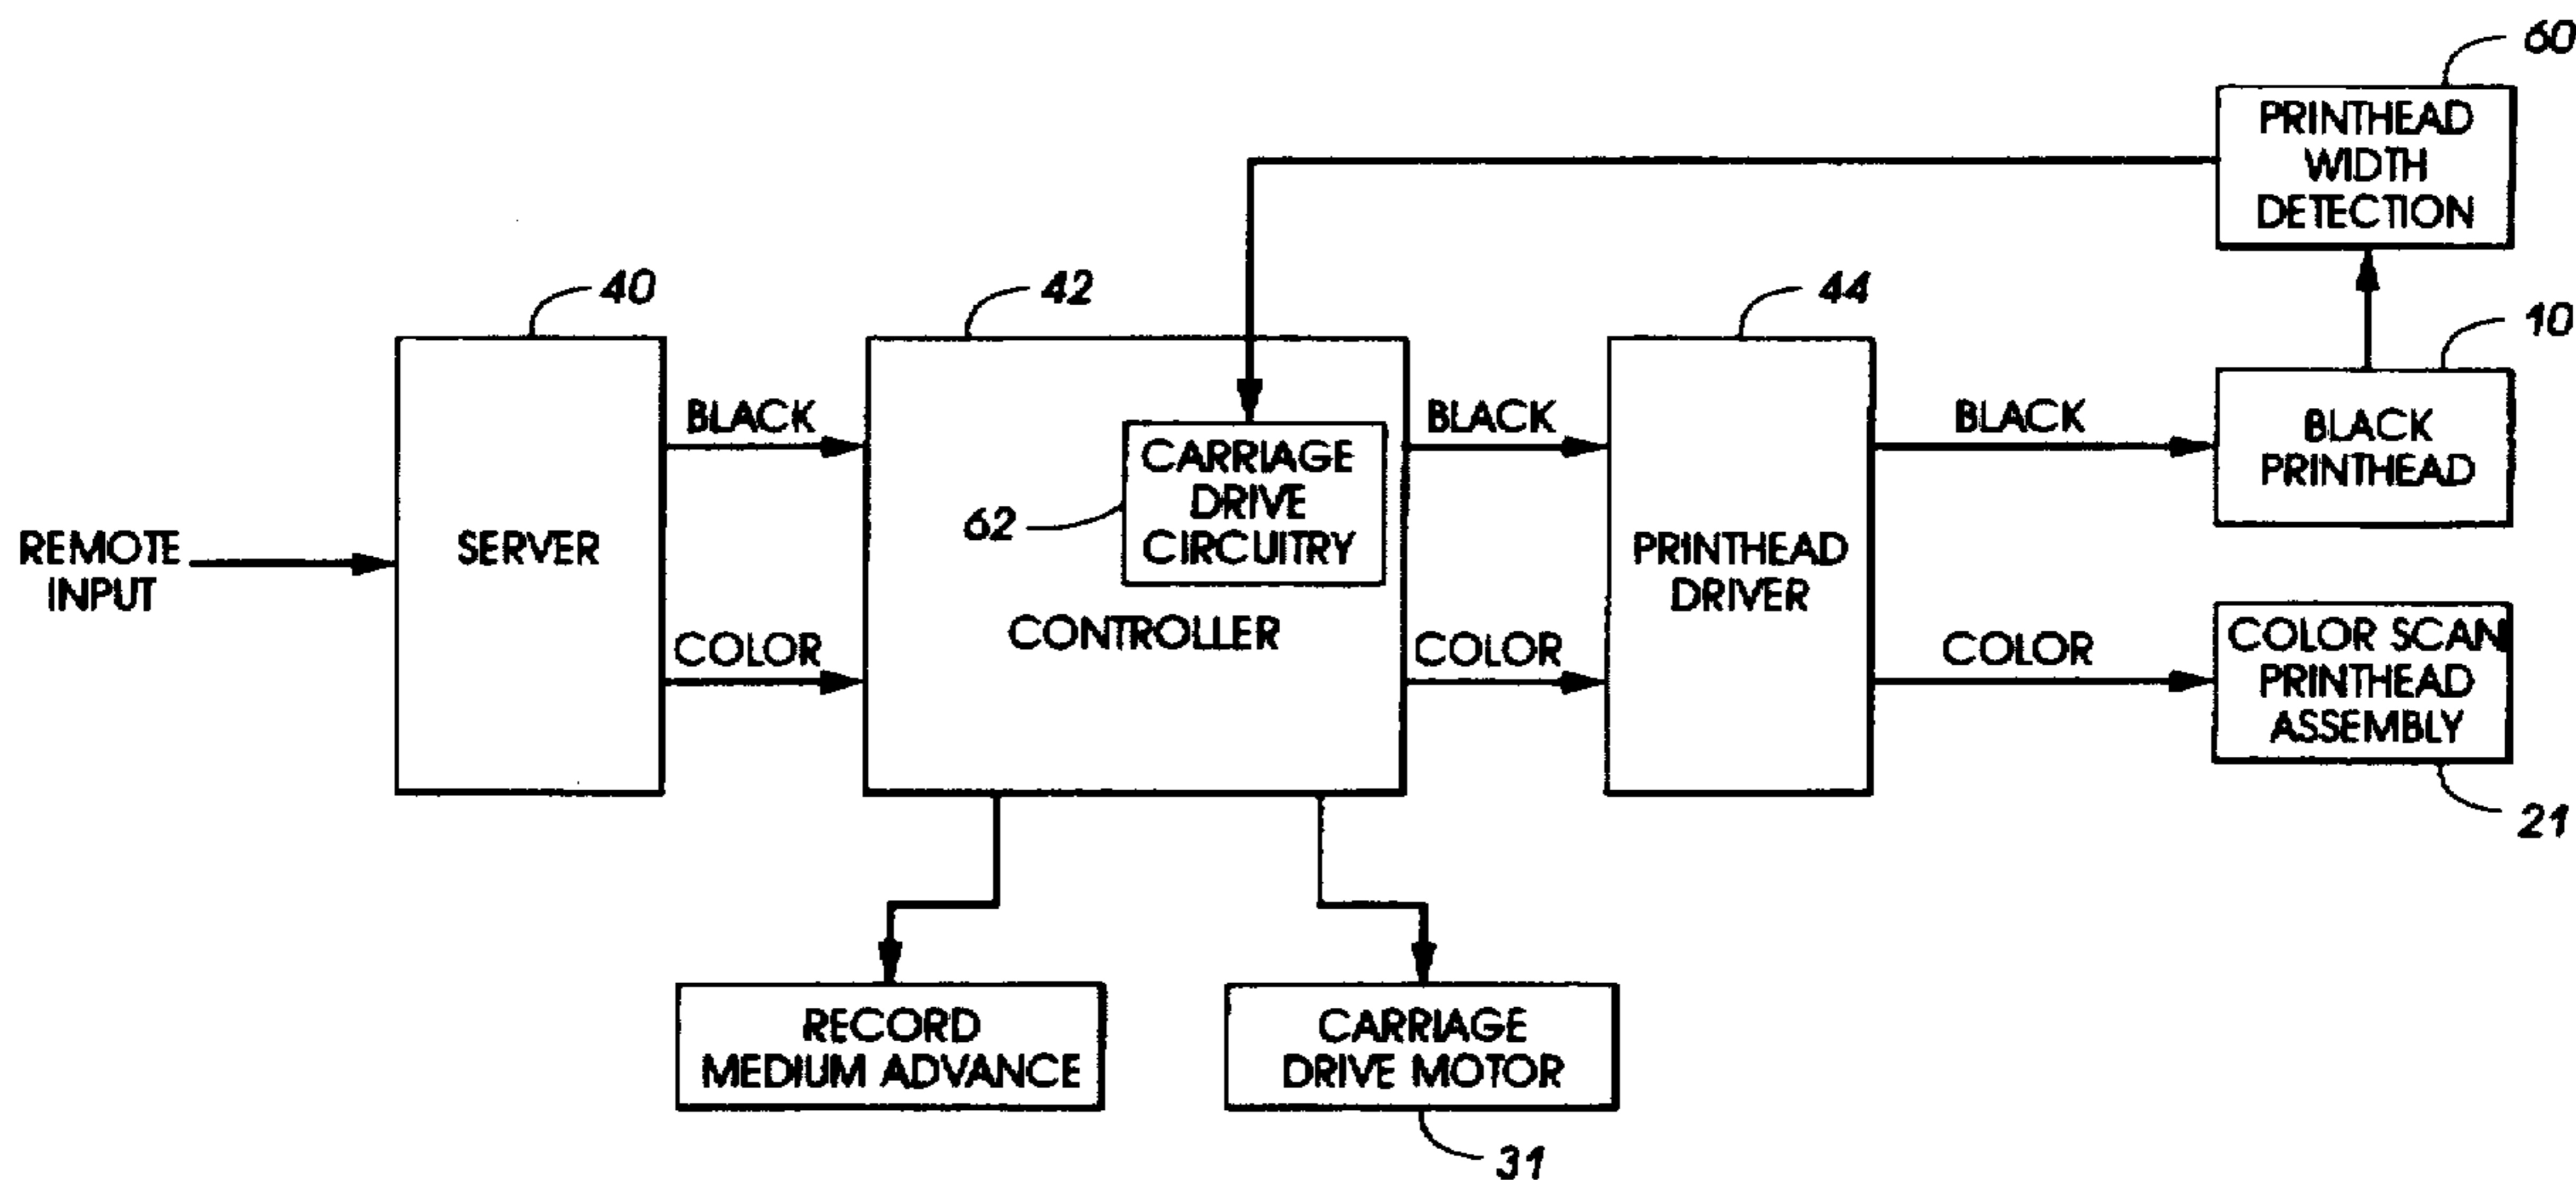 60
PRINTHEAD
WIDTH
DETECTION
40
42
44
10
BLACK
BLACK
BLACK
BLACK
PRINTHEAD
CARRIAGE
DRIVE
CIRCUITRY
62
REMOTE
INPUT
SERVER
PRINTHEAD
DRIVER
CONTROLLER
COLOR
COLOR
COLOR
COLOR SCAN
PRINTHEAD
ASSEMBLY
21
RECORD
MEDIUM ADVANCE
CARRIAGE
DRIVE MOTOR
31